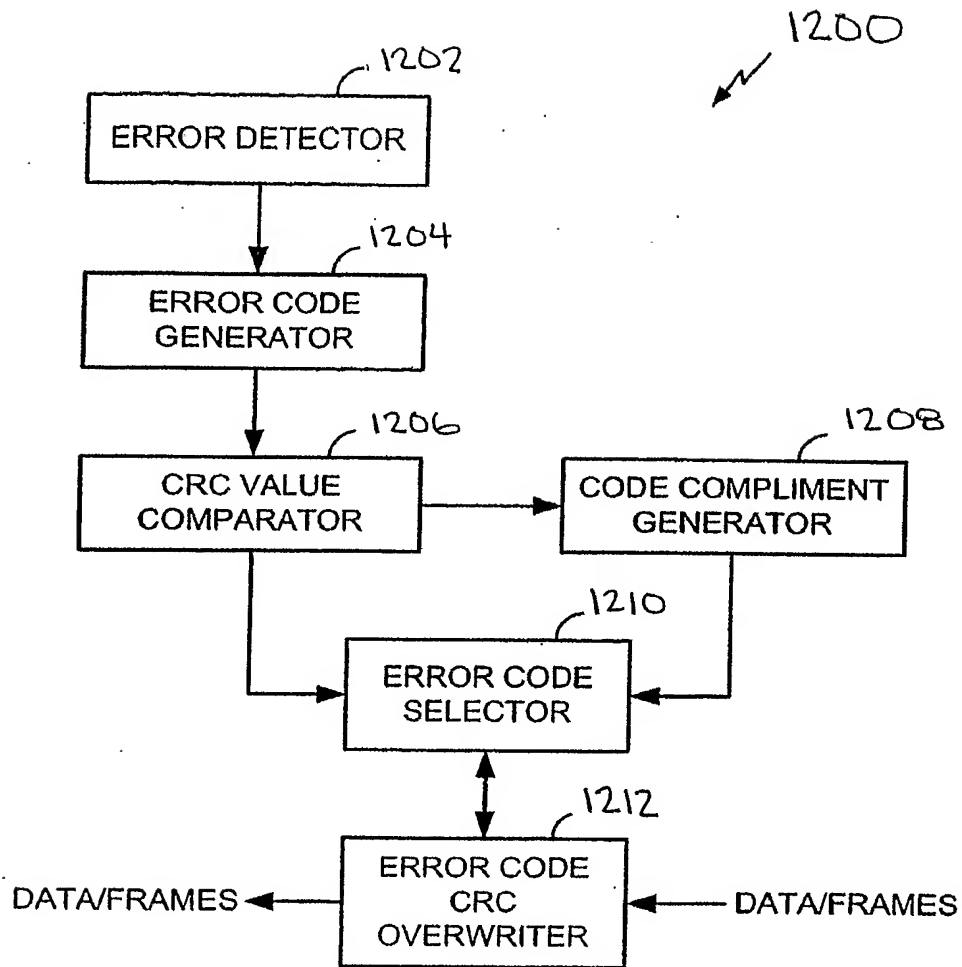 1200
1202
ERROR DETECTOR
1204
ERROR CODE
GENERATOR
1206
CRC VALUE
COMPARATOR
1208
CODE COMPLIMENT
GENERATOR
1210
ERROR CODE
SELECTOR
1212
ERROR CODE
CRC
OVERWRITER
DATA/FRAMES
DATA/FRAMES